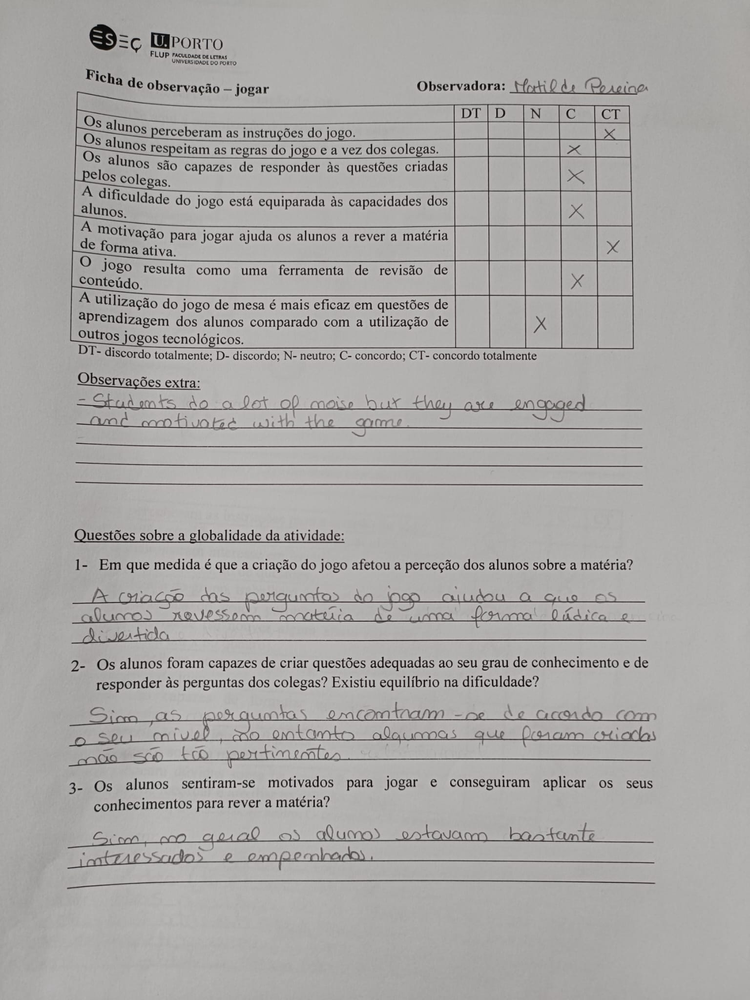 ESEÇ U.PORTO
FLUP FACULDADE DE LETRAS
UNIVERSIDADE DO PORTO
Ficha de observação – jogar Observadora: Matilde Pereira
DT D N C CT
Os alunos perceberam as instruções do jogo. X
Os alunos respeitam as regras do jogo e a vez dos colegas. X
Os alunos são capazes de responder às questões criadas
pelos colegas. X
A dificuldade do jogo está equiparada às capacidades dos
alunos. X
A motivação para jogar ajuda os alunos a rever a matéria
de forma ativa. X
O jogo resulta como uma ferramenta de revisão de
conteúdo. X
A utilização do jogo de mesa é mais eficaz em questões de
aprendizagem dos alunos comparado com a utilização de X
outros jogos tecnológicos.
DT- discordo totalmente; D- discordo; N- neutro; C- concordo; CT- concordo totalmente
Observações extra:
- Students do a lot of noise but they are engaged
and motivated with the game.
Questões sobre a globalidade da atividade:
1- Em que medida é que a criação do jogo afetou a perceção dos alunos sobre a matéria?
A criação das perguntas do jogo ajudou a que os
alunos revessem matéria de uma forma lúdica e
divertida
2- Os alunos foram capazes de criar questões adequadas ao seu grau de conhecimento e de
responder às perguntas dos colegas? Existiu equilíbrio na dificuldade?
Sim, as perguntas encontram-se de acordo com
o seu nível, no entanto algumas que foram criadas
não são tão pertinentes.
3- Os alunos sentiram-se motivados para jogar e conseguiram aplicar os seus
conhecimentos para rever a matéria?
Sim, no geral os alunos estavam bastante
interessados e empenhados.